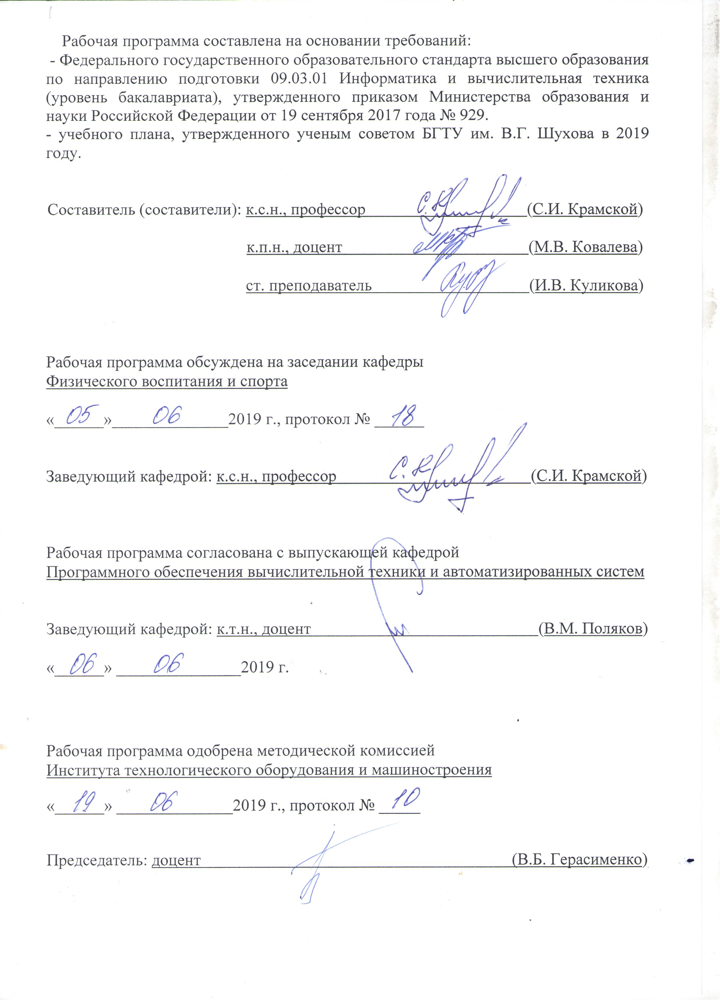 Рабочая программа составлена на основании требований:
- Федерального государственного образовательного стандарта высшего образования
по направлению подготовки 09.03.01 Информатика и вычислительная техника
(уровень бакалавриата), утвержденного приказом Министерства образования и
науки Российской Федерации от 19 сентября 2017 года № 929.
- учебного плана, утвержденного ученым советом БГТУ им. В.Г. Шухова в 2019
году.
Составитель (составители): к.с.н., профессор (С.И. Крамской)
к.п.н., доцент (М.В. Ковалева)
ст. преподаватель (И.В. Куликова)
Рабочая программа обсуждена на заседании кафедры
Физического воспитания и спорта
«05» 06 2019 г., протокол № 18
Заведующий кафедрой: к.с.н., профессор (С.И. Крамской)
Рабочая программа согласована с выпускающей кафедрой
Программного обеспечения вычислительной техники и автоматизированных систем
Заведующий кафедрой: к.т.н., доцент (В.М. Поляков)
«06» 06 2019 г.
Рабочая программа одобрена методической комиссией
Института технологического оборудования и машиностроения
«19» 06 2019 г., протокол № 10
Председатель: доцент (В.Б. Герасименко)